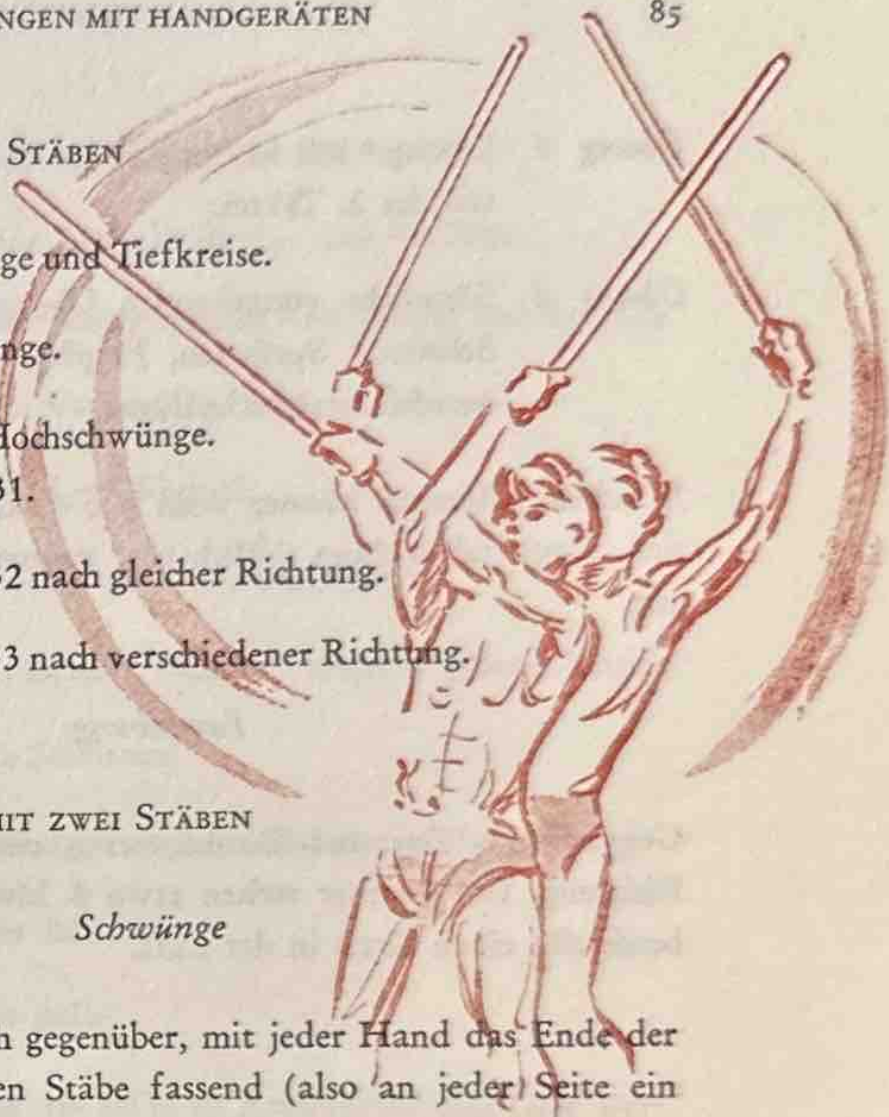 NGEN MIT HANDGERÄTEN 85
STÄBEN
ge und Tiefkreise.
nge.
Hochschwünge.
31.
2 nach gleicher Richtung.
3 nach verschiedener Richtung.
MIT ZWEI STÄBEN
Schwünge
gegenüber, mit jeder Hand das Ende der
en Stäbe fassend (also an jeder Seite ein